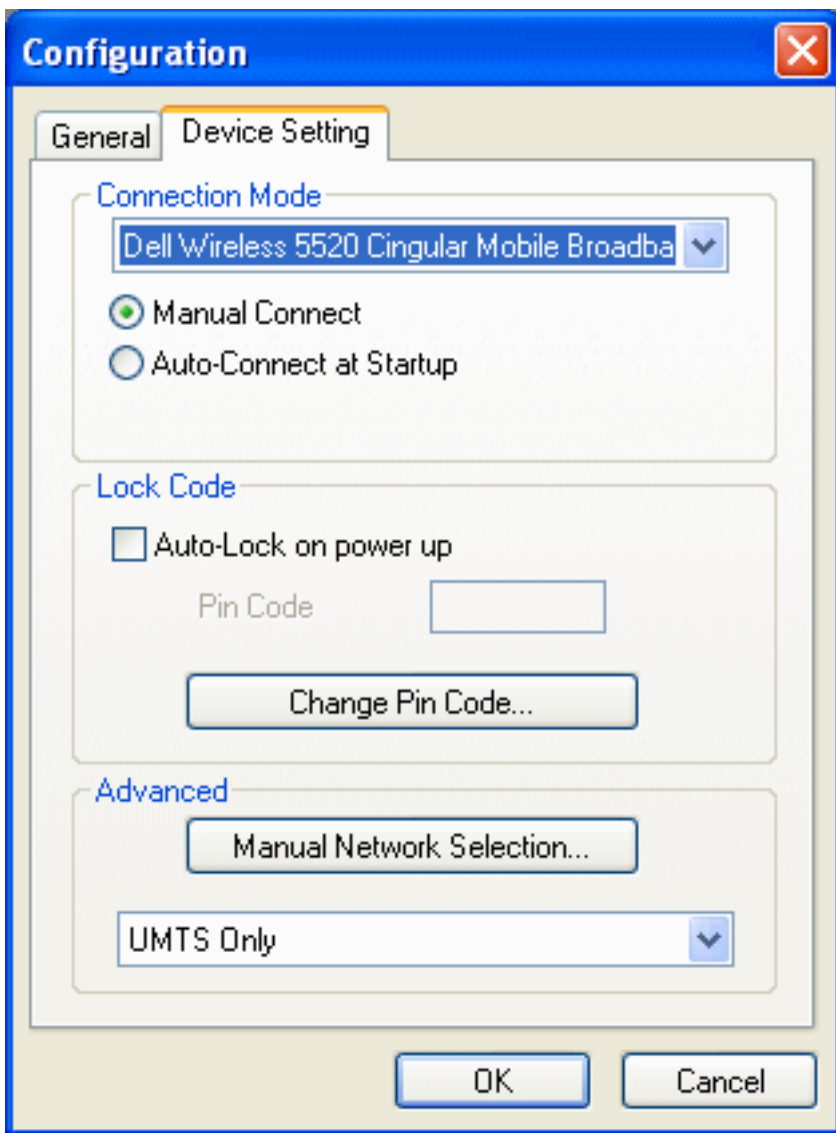 Configuration
General Device Setting
Connection Mode
Dell Wireless 5520 Cingular Mobile Broadba
Manual Connect
Auto-Connect at Startup
Lock Code
Auto-Lock on power up
Pin Code
Change Pin Code...
Advanced
Manual Network Selection...
UMTS Only
OK Cancel